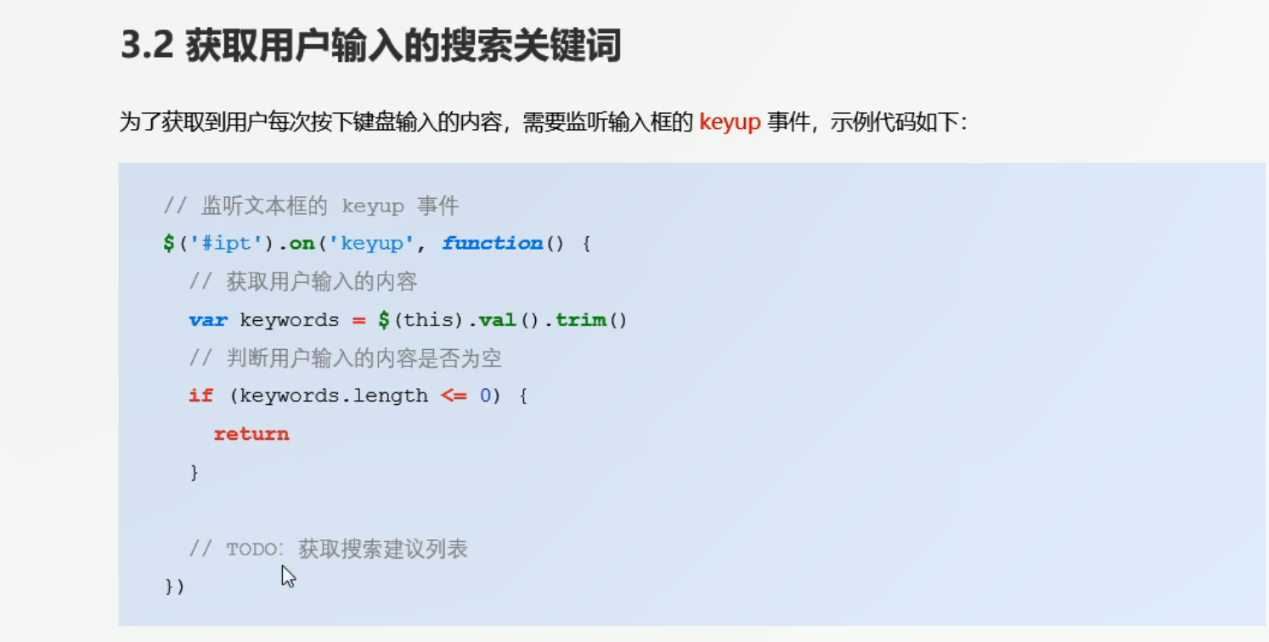 3.2 获取用户输入的搜索关键词
为了获取到用户每次按下键盘输入的内容，需要监听输入框的 keyup 事件，示例代码如下：
// 监听文本框的 keyup 事件
$('#ipt').on('keyup', function() {
// 获取用户输入的内容
var keywords = $(this).val().trim()
// 判断用户输入的内容是否为空
if (keywords.length <= 0) {
return
}
// TODO：获取搜索建议列表
})